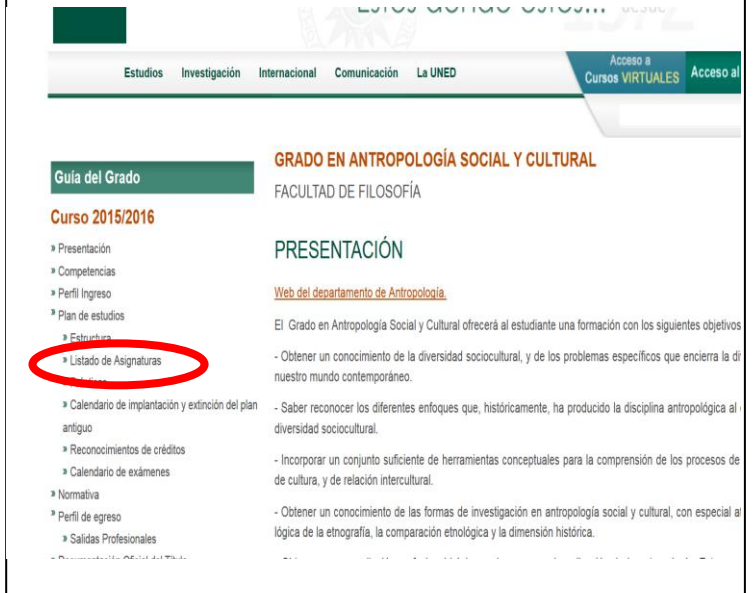 desde
Estudios Investigación Internacional Comunicación La UNED
Acceso a
Cursos VIRTUALES
Acceso al
Guía del Grado
Curso 2015/2016
» Presentación
» Competencias
» Perfil Ingreso
» Plan de estudios
» Estructura
» Listado de Asignaturas
» Calendario de implantación y extinción del plan
antiguo
» Reconocimientos de créditos
» Calendario de exámenes
» Normativa
» Perfil de egreso
» Salidas Profesionales
GRADO EN ANTROPOLOGÍA SOCIAL Y CULTURAL
FACULTAD DE FILOSOFÍA
PRESENTACIÓN
Web del departamento de Antropología.
El Grado en Antropología Social y Cultural ofrecerá al estudiante una formación con los siguientes objetivos
- Obtener un conocimiento de la diversidad sociocultural, y de los problemas específicos que encierra la di
nuestro mundo contemporáneo.
- Saber reconocer los diferentes enfoques que, históricamente, ha producido la disciplina antropológica al
diversidad sociocultural.
- Incorporar un conjunto suficiente de herramientas conceptuales para la comprensión de los procesos de
de cultura, y de relación intercultural.
- Obtener un conocimiento de las formas de investigación en antropología social y cultural, con especial at
lógica de la etnografía, la comparación etnológica y la dimensión histórica.